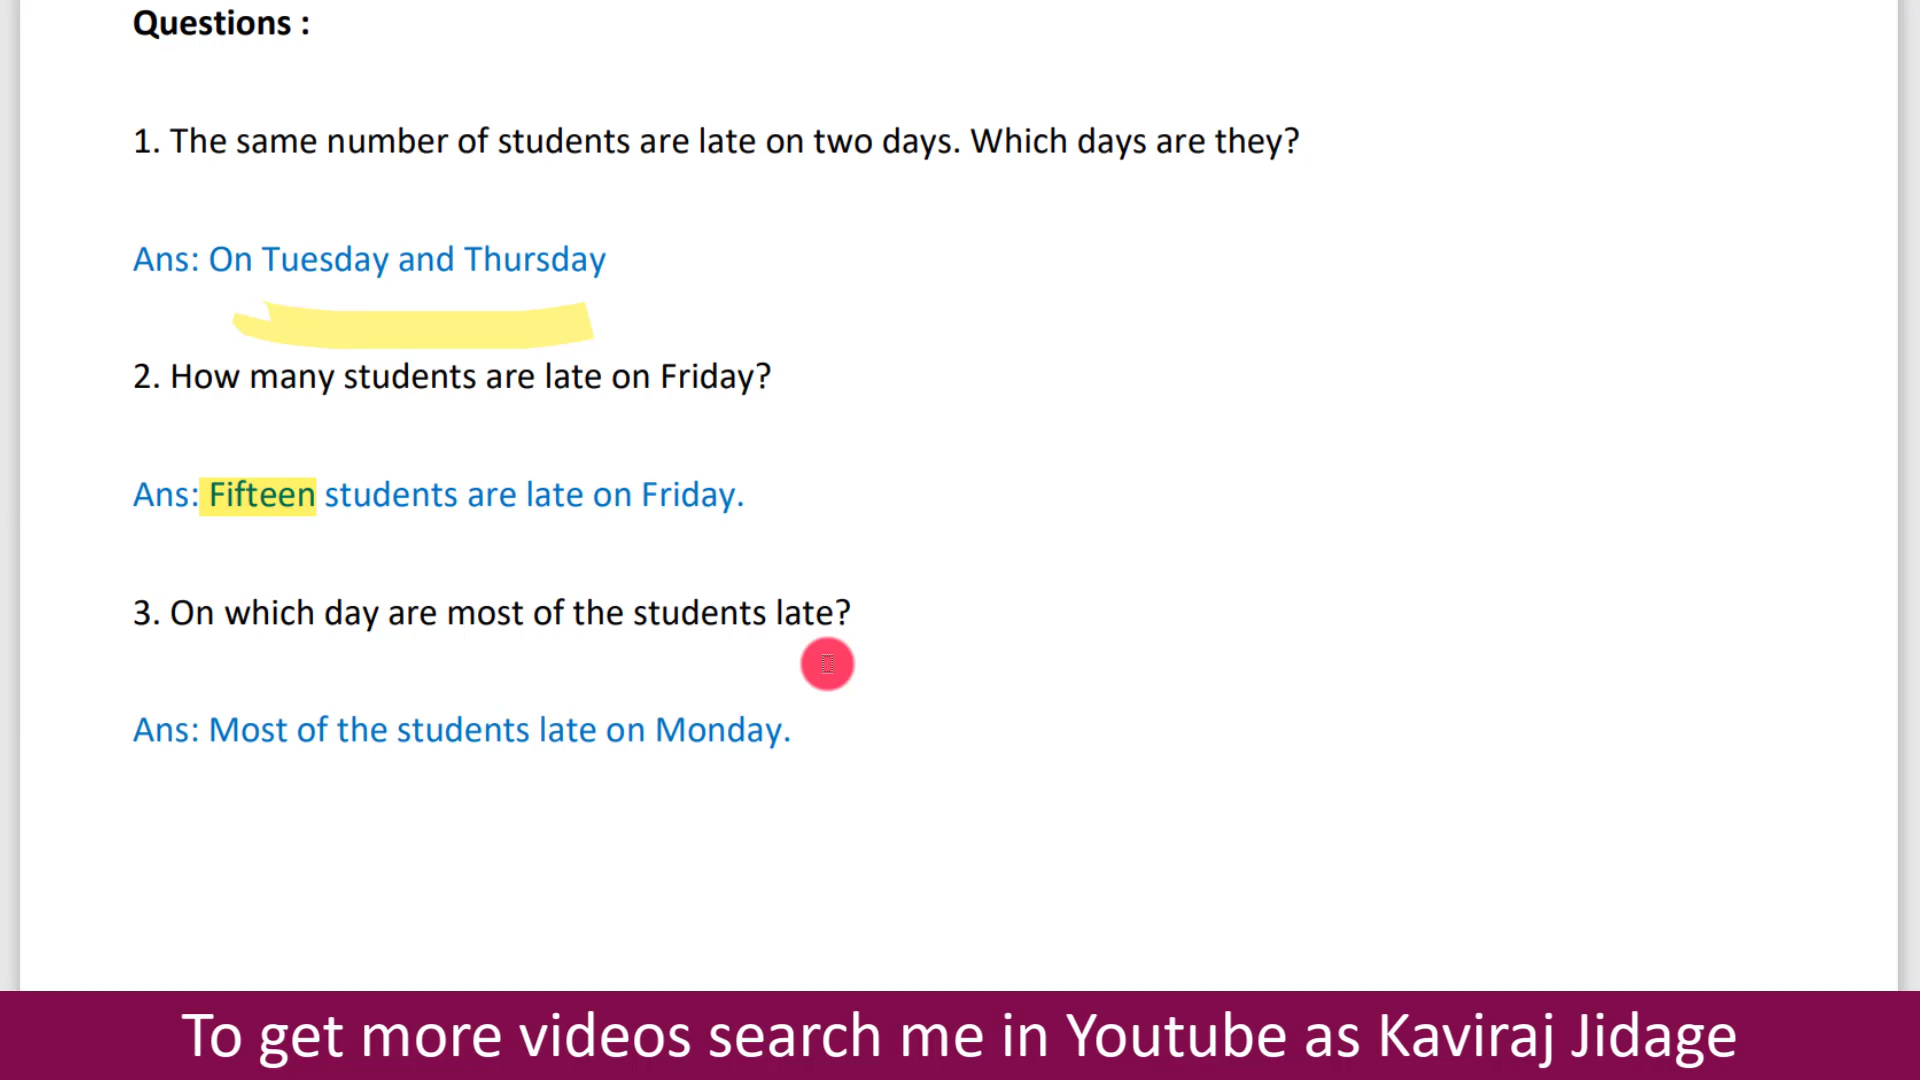 Questions :
1. The same number of students are late on two days. Which days are they?
Ans: On Tuesday and Thursday
2. How many students are late on Friday?
Ans: Fifteen students are late on Friday.
3. On which day are most of the students late?
Ans: Most of the students late on Monday.
To get more videos search me in Youtube as Kaviraj Jidage